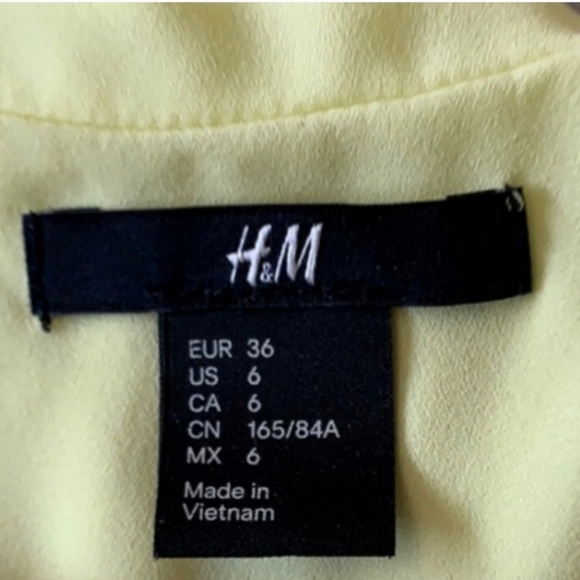 H&M
EUR 36
US 6
CA 6
CN 165/84A
MX 6
Made in
Vietnam